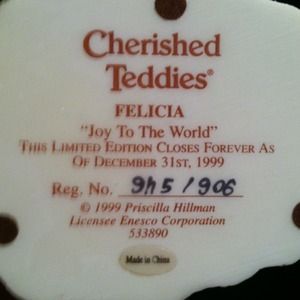 Cherished
Teddies®
FELICIA
"Joy To The World"
THIS LIMITED EDITION CLOSES FOREVER AS
OF DECEMBER 31ST, 1999
Reg. No. 9H5/906
© 1999 Priscilla Hillman
Licensee Enesco Corporation
533890
Made in China